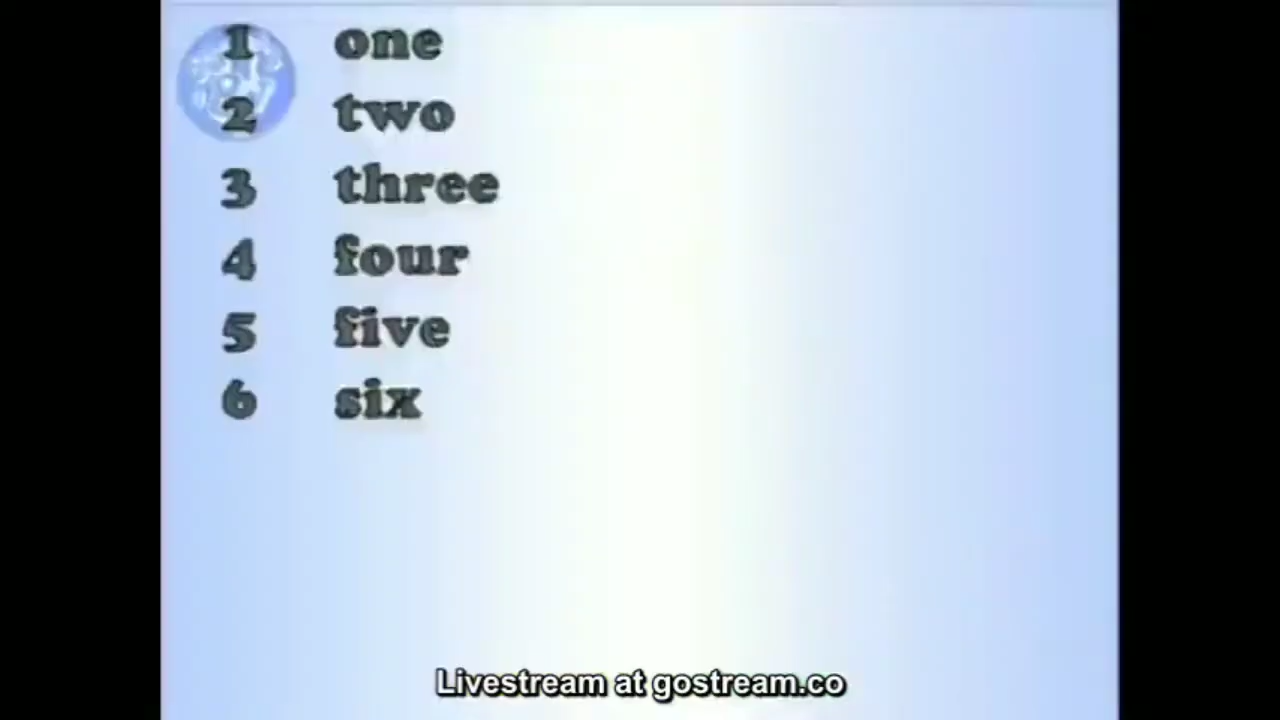 1 one
2 two
3 three
4 four
5 five
6 six
Livestream at gostream.co